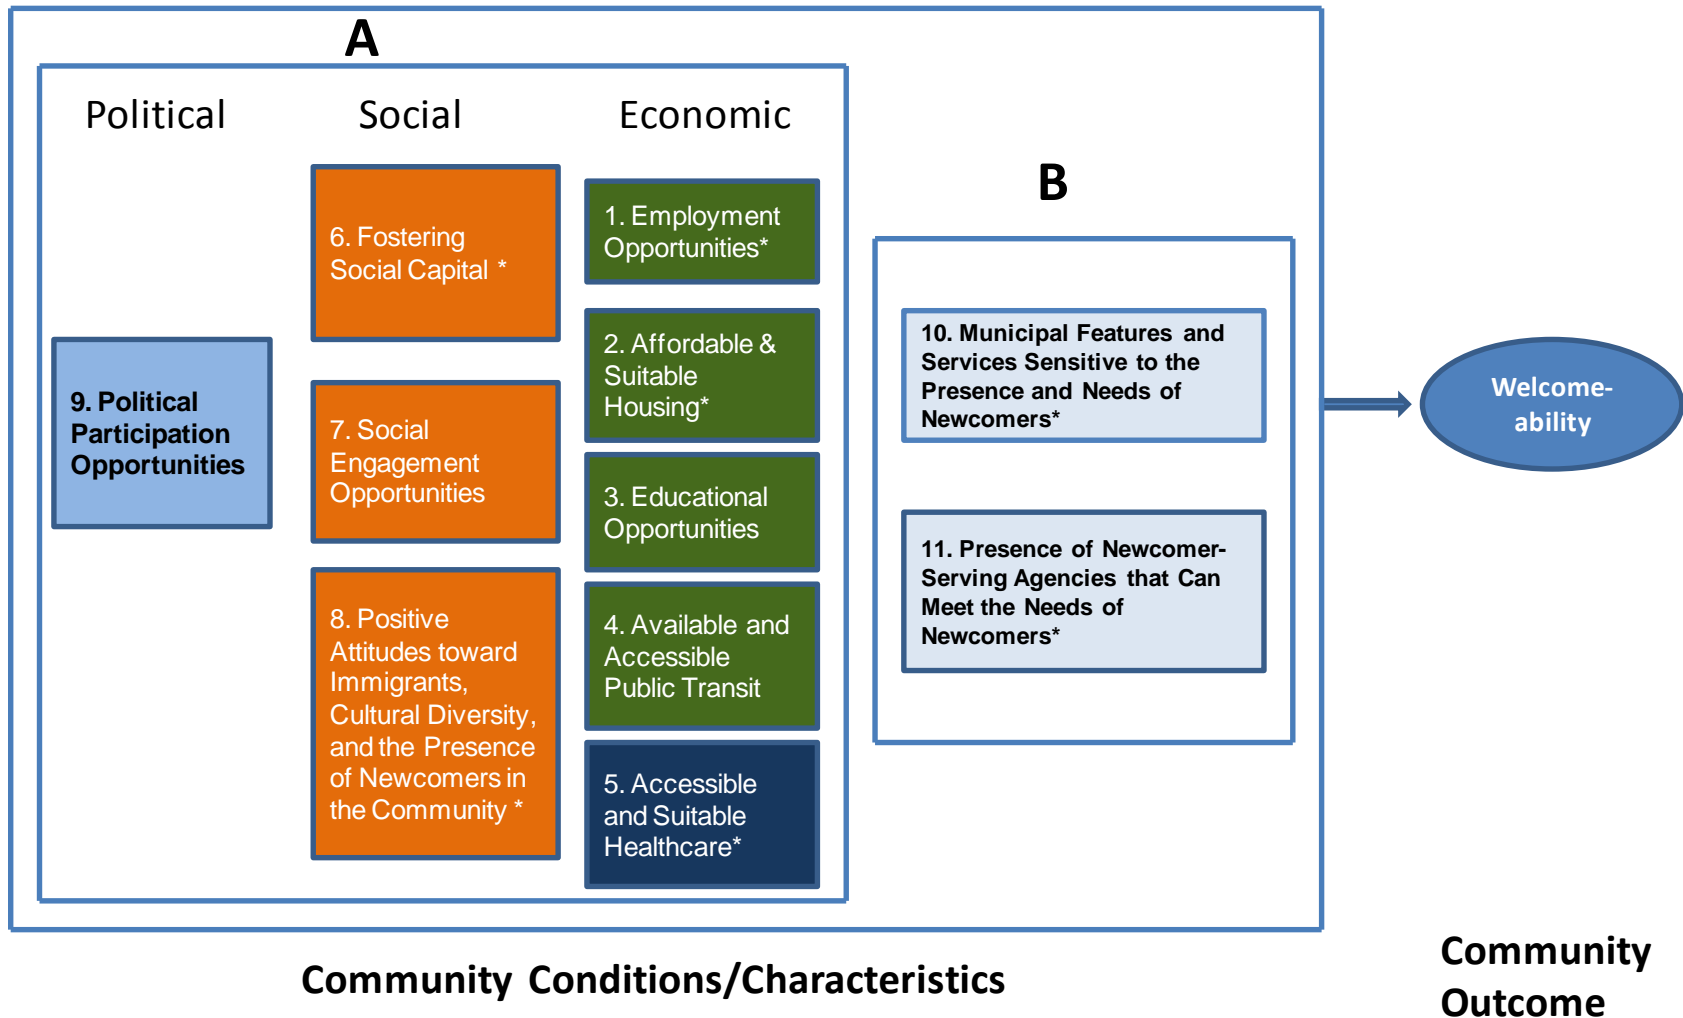 A
Political
Social
Economic
9. Political
Participation
Opportunities
6. Fostering
Social Capital *
7. Social
Engagement
Opportunities
8. Positive
Attitudes toward
Immigrants,
Cultural Diversity,
and the Presence
of Newcomers in
the Community *
1. Employment
Opportunities*
2. Affordable &
Suitable
Housing*
3. Educational
Opportunities
4. Available and
Accessible
Public Transit
5. Accessible
and Suitable
Healthcare*
B
10. Municipal Features and
Services Sensitive to the
Presence and Needs of
Newcomers*
11. Presence of Newcomer-
Serving Agencies that Can
Meet the Needs of
Newcomers*
Welcome-
ability
Community Conditions/Characteristics
Community
Outcome